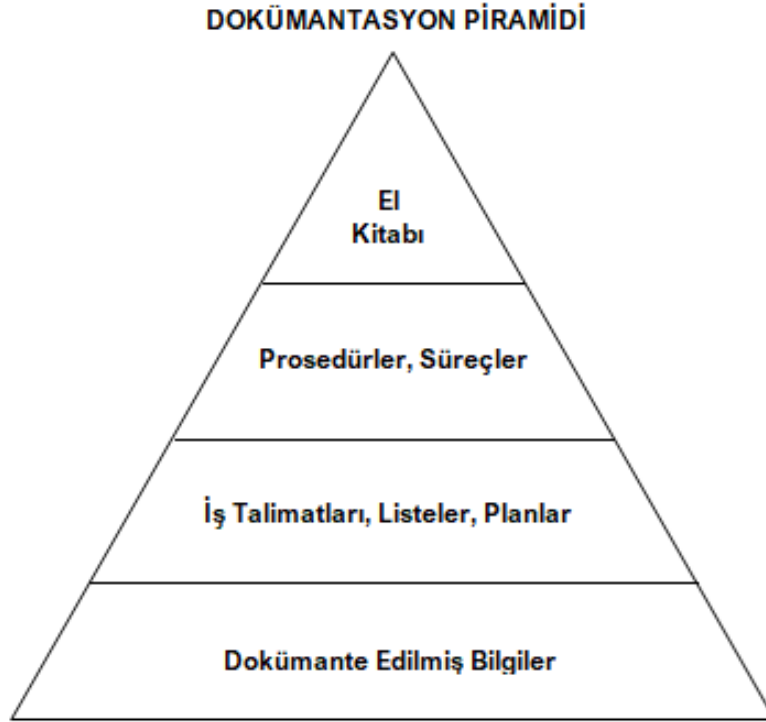 DOKÜMANTASYON PİRAMİDİ
El
Kitabı
Prosedürler, Süreçler
İş Talimatları, Listeler, Planlar
Dokümante Edilmiş Bilgiler